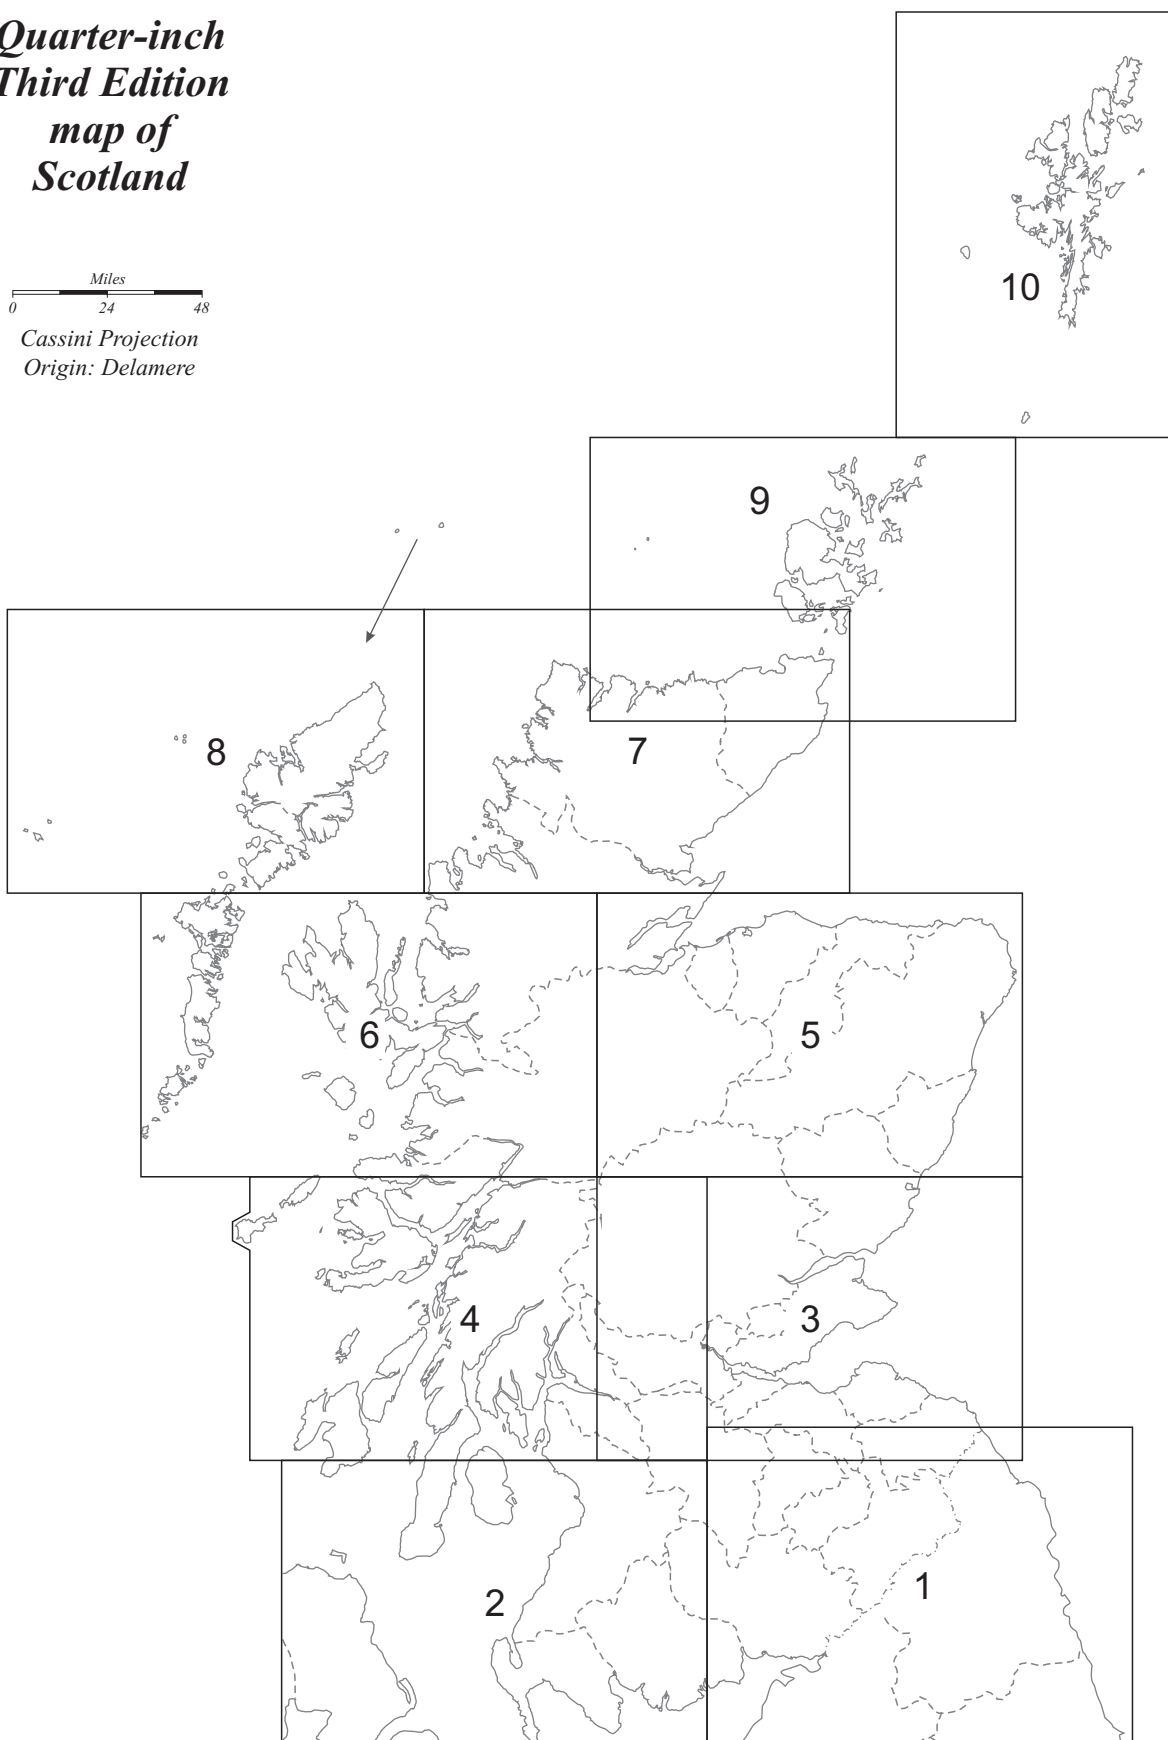 Quarter-inch
Third Edition
map of
Scotland
Miles
0 24 48
Cassini Projection
Origin: Delamere
10
9
8
7
6
5
4
3
2
1